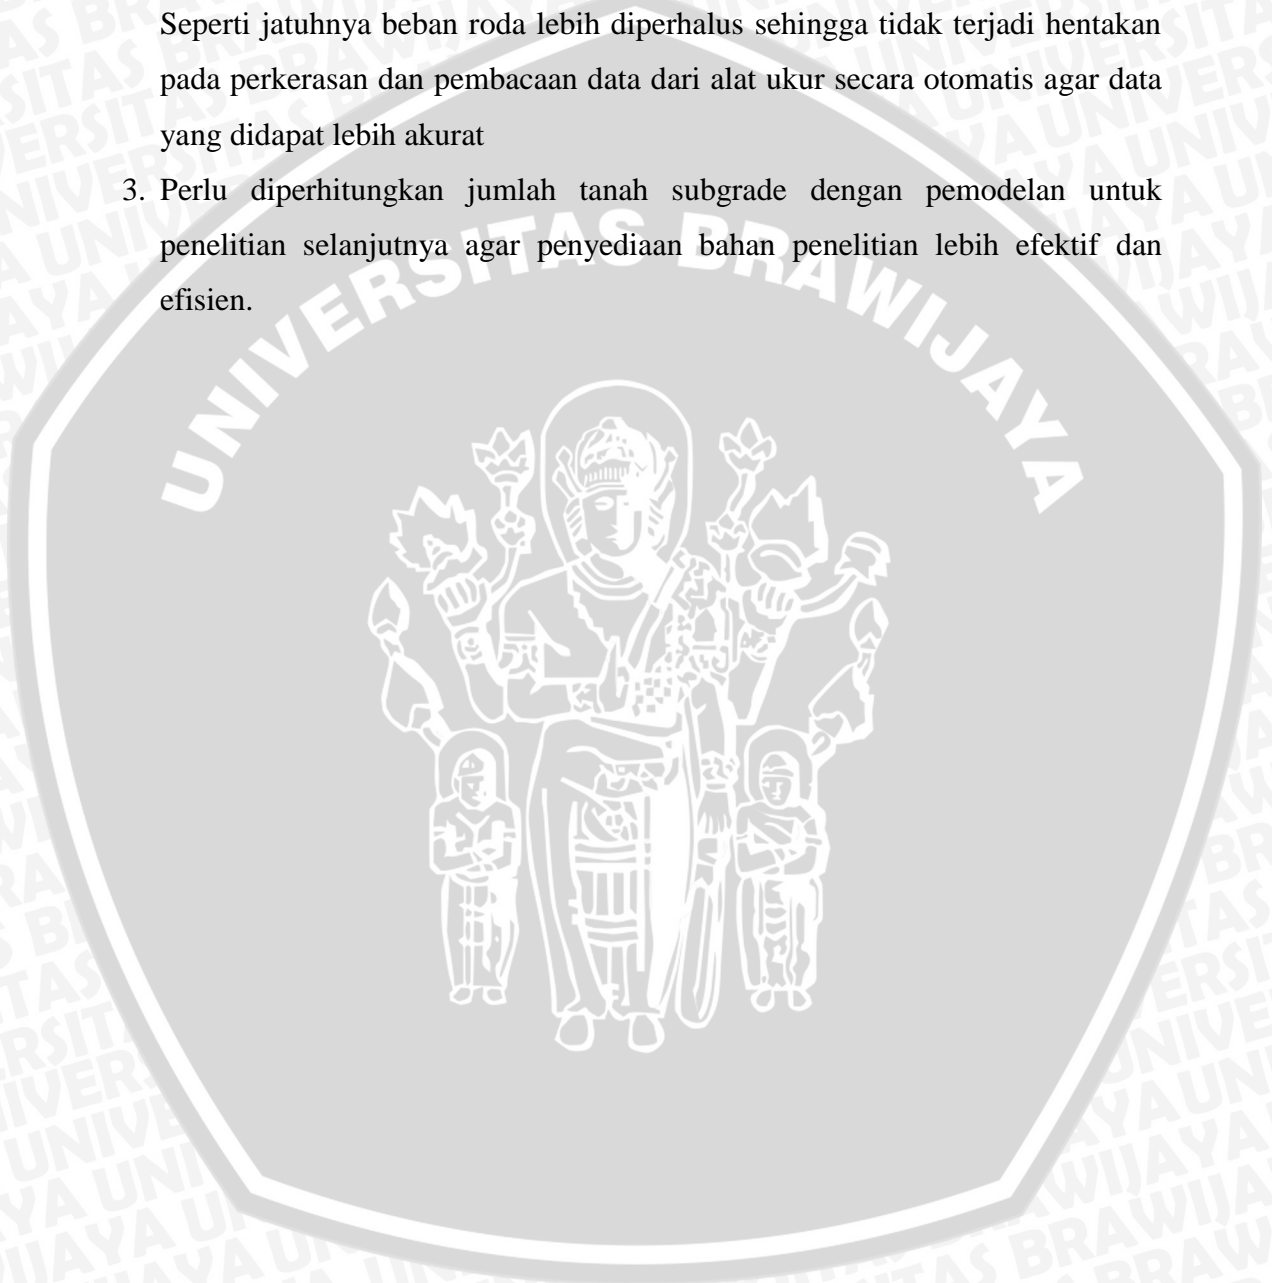 Seperti jatuhnya beban roda lebih diperhalus sehingga tidak terjadi hentakan
pada perkerasan dan pembacaan data dari alat ukur secara otomatis agar data
yang didapat lebih akurat
3. Perlu diperhitungkan jumlah tanah subgrade dengan pemodelan untuk
penelitian selanjutnya agar penyediaan bahan penelitian lebih efektif dan
efisien.
UNIVERSITAS BRAWIJAYA